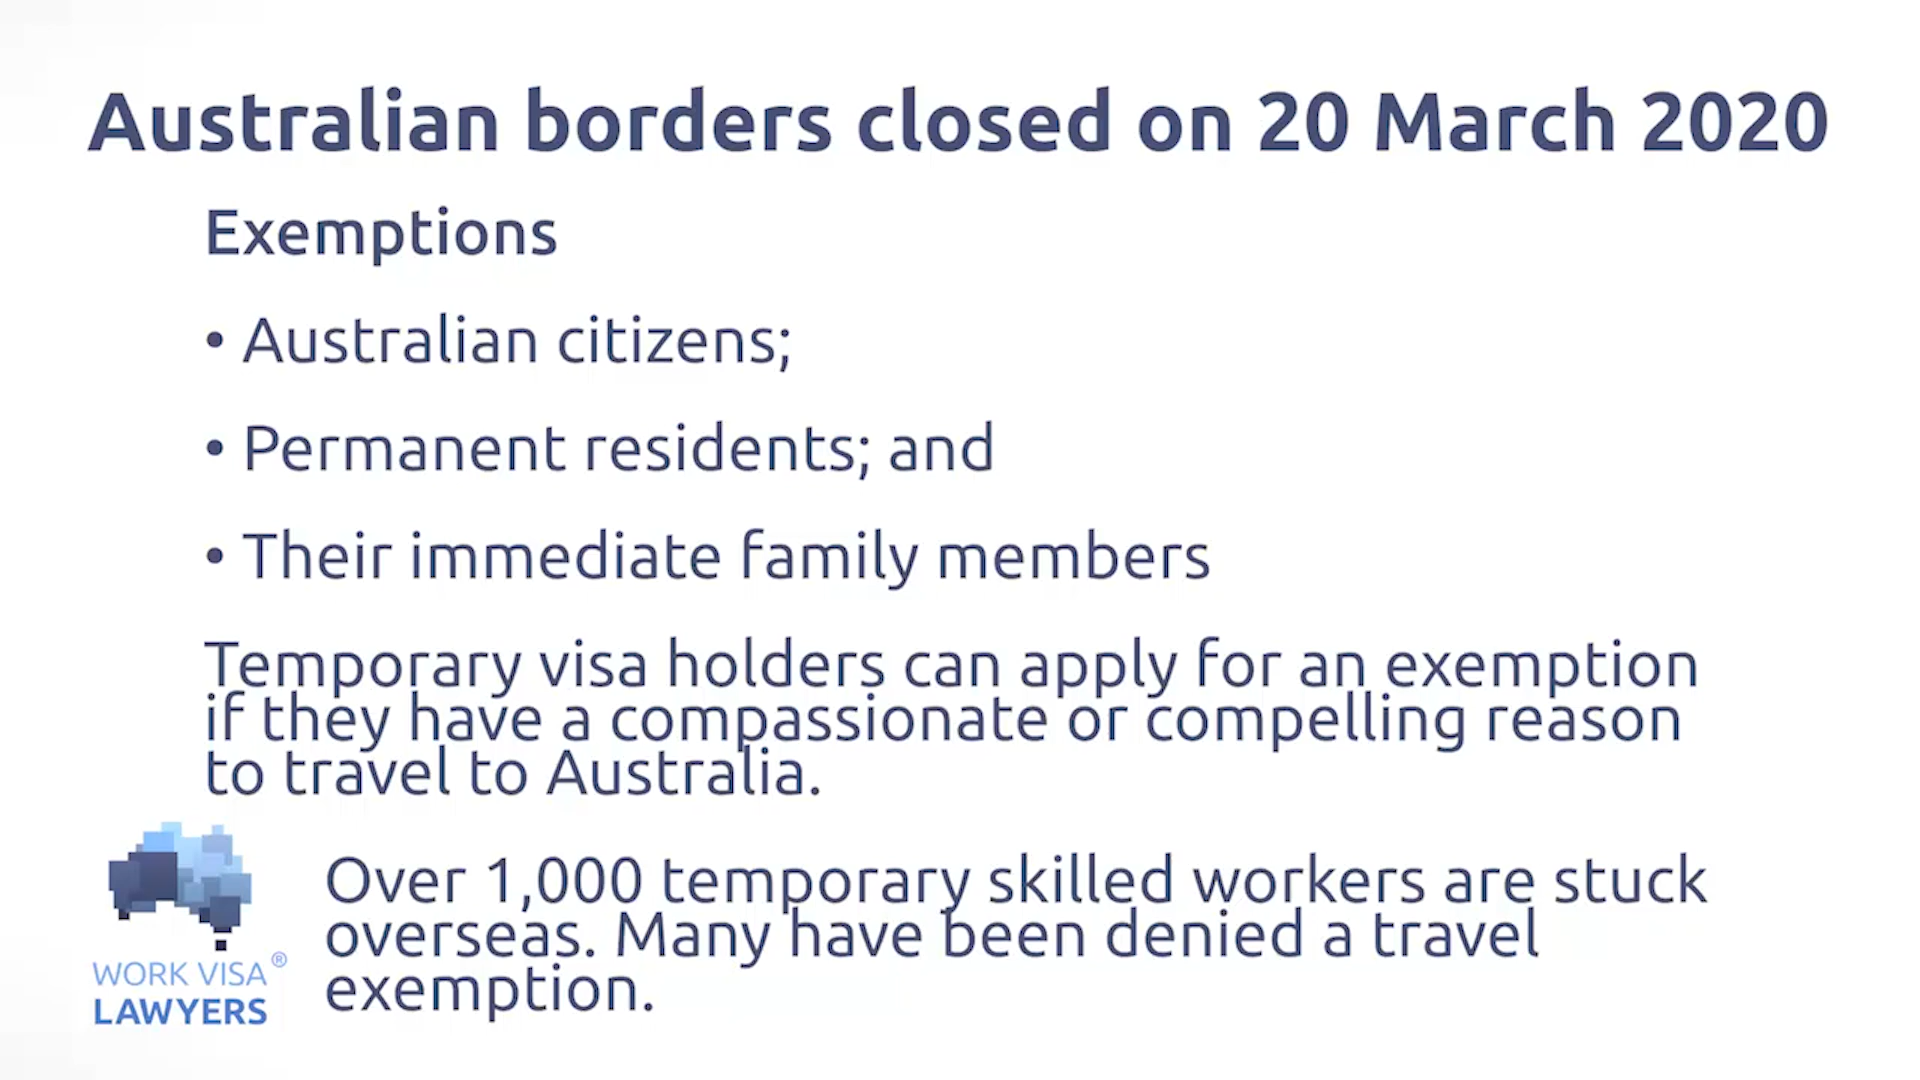 Australian borders closed on 20 March 2020
Exemptions
• Australian citizens;
• Permanent residents; and
• Their immediate family members
Temporary visa holders can apply for an exemption
if they have a compassionate or compelling reason
to travel to Australia.
Over 1,000 temporary skilled workers are stuck
overseas. Many have been denied a travel
exemption.
WORK VISA®
LAWYERS